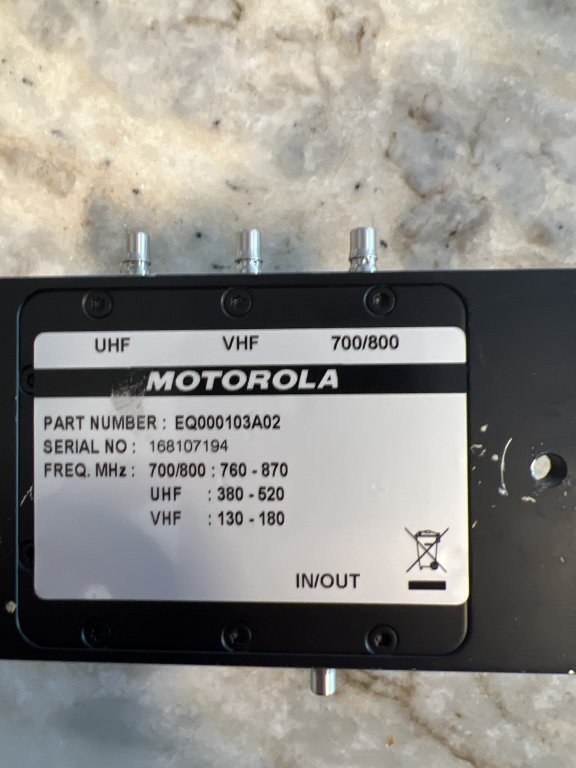 UHF VHF 700/800
MOTOROLA
PART NUMBER : EQ000103A02
SERIAL NO : 168107194
FREQ. MHz : 700/800 : 760 - 870
UHF : 380 - 520
VHF : 130 - 180
IN/OUT